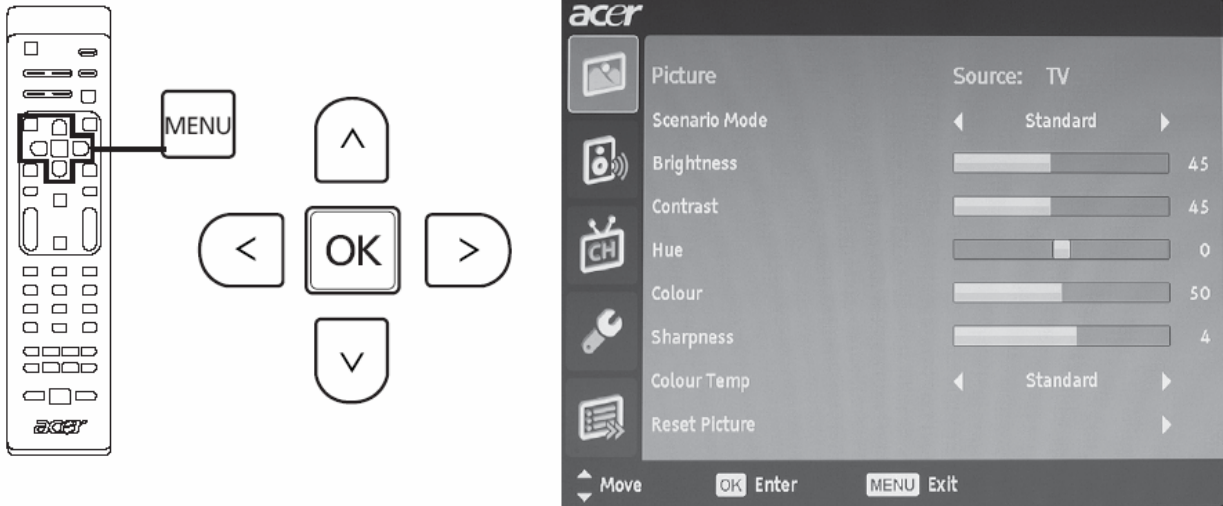 MENU
^
< OK >
v
acer
acer
Picture Source: TV
Scenario Mode Standard
Brightness 45
Contrast 45
Hue 0
CH
Colour 50
Sharpness 4
Colour Temp Standard
Reset Picture
Move OK Enter MENU Exit